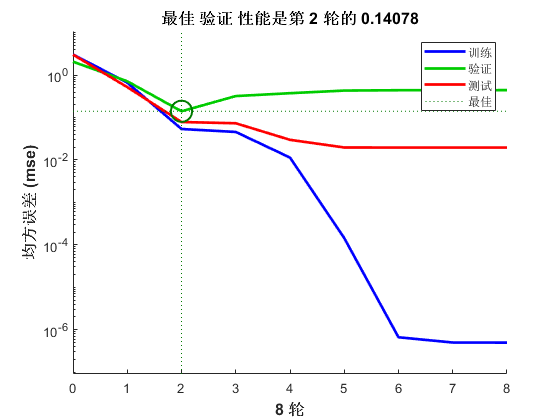 最佳 验证 性能是第 2 轮的 0.14078
训练
验证
测试
最佳
10^0
10^-2
10^-4
10^-6
均方误差 (mse)
0 1 2 3 4 5 6 7 8
8 轮